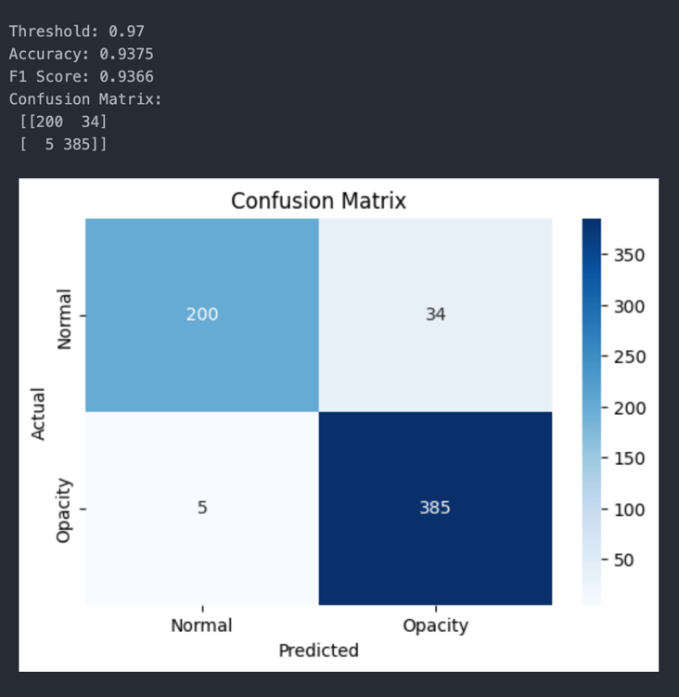 Threshold: 0.97
Accuracy: 0.9375
F1 Score: 0.9366
Confusion Matrix:
[[200  34]
[  5 385]]
Confusion Matrix
Normal
200
34
Actual
Opacity
5
385
Normal
Opacity
Predicted
350
300
250
200
150
100
50